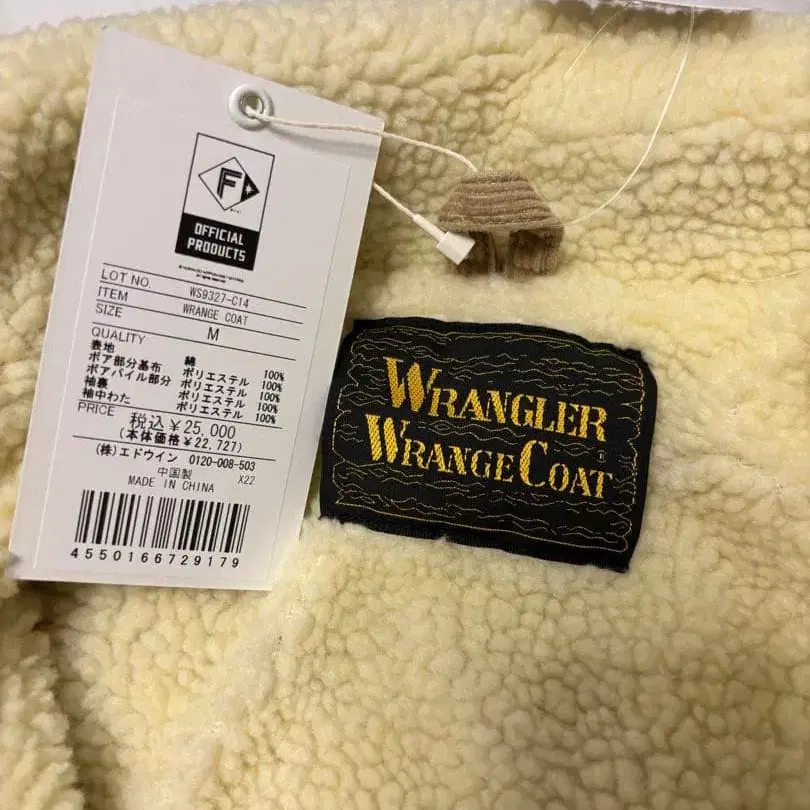 F
OFFICIAL
PRODUCTS
LOT NO. WS9327-C14
ITEM WRANGE COAT
SIZE M
QUALITY
表地 綿 100%
ボア部分基布 ポリエステル 100%
ボアパイル部分 ポリエステル 100%
袖裏 ポリエステル 100%
袖中わた ポリエステル 100%
PRICE 税込 ¥25,000
(本体価格¥22,727)
(株)エドウイン 0120-008-503
中国製 X22
MADE IN CHINA
4550166729179
WRANGLER
WRANGE COAT